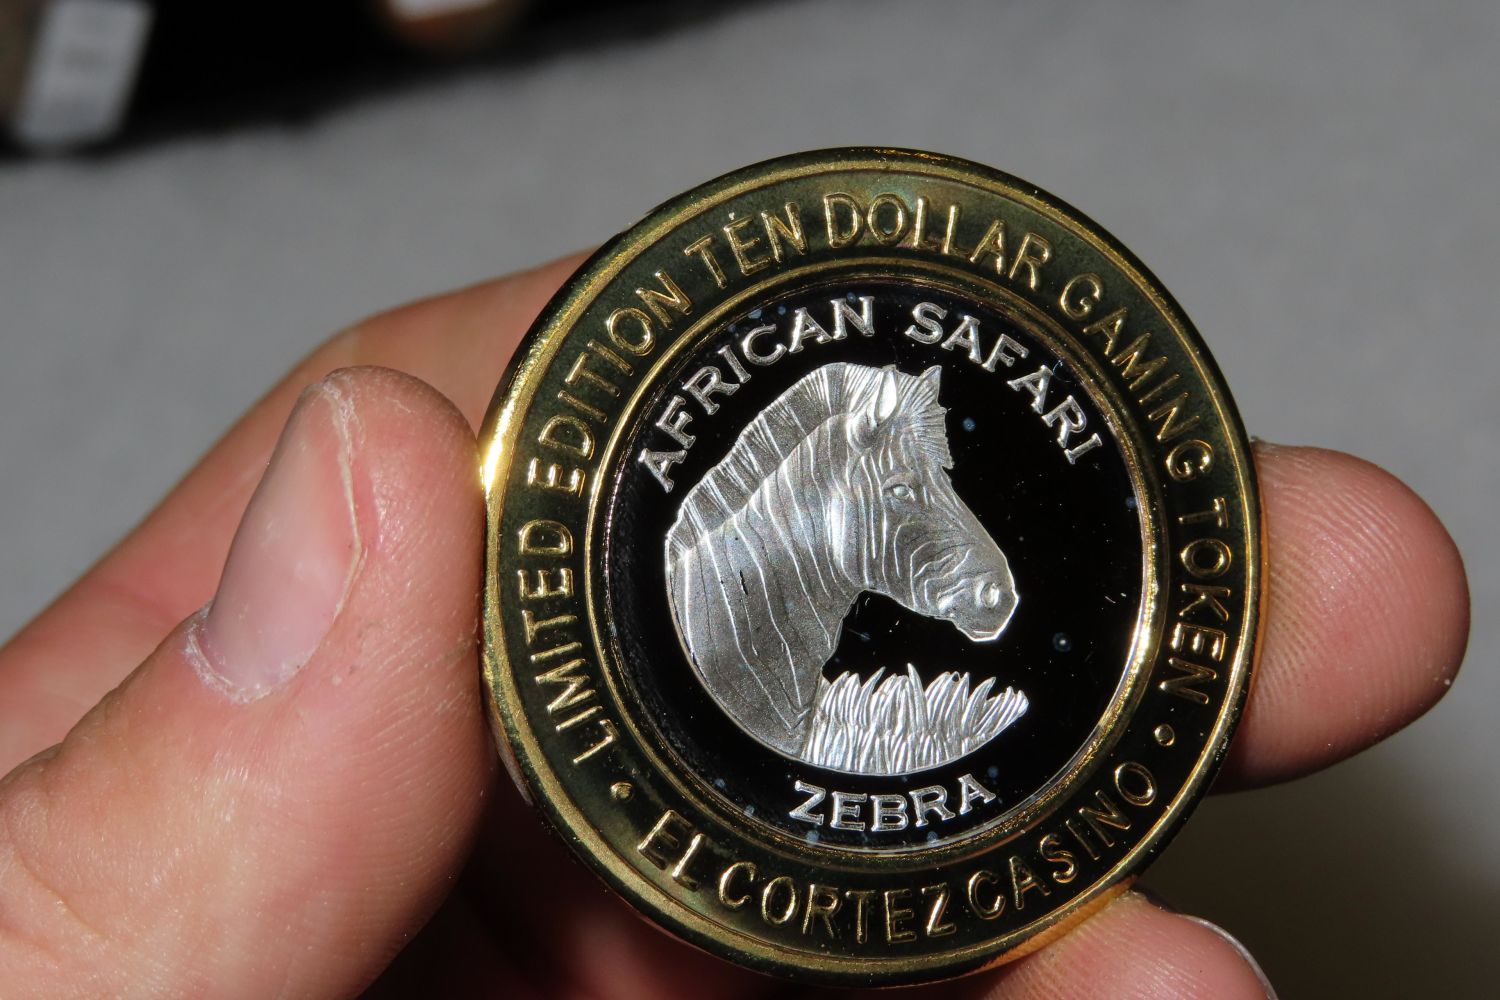 LIMITED EDITION TEN DOLLAR GAMING TOKEN
AFRICAN SAFARI
ZEBRA
• EL CORTEZ CASINO •